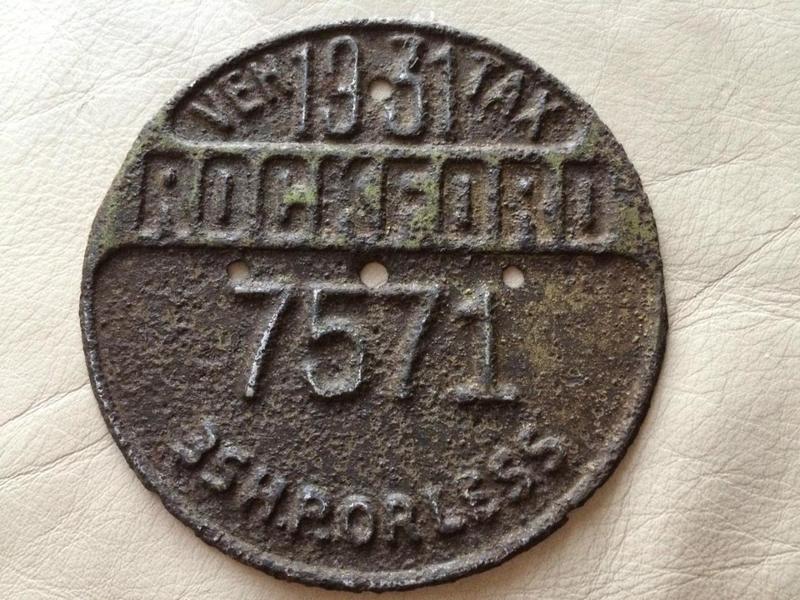 VEH 1931 TAX
ROCKFORD
7571
35 H.P. OR LESS